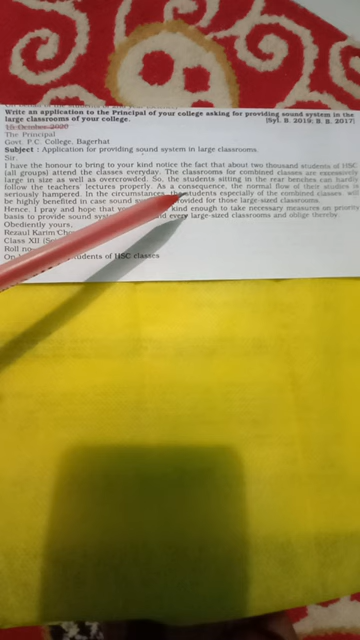 Write an application to the Principal of your college asking for providing sound system in the
large classrooms of your college. [Syl. B. 2019; B. B. 2017]
15 October 2020
The Principal
Govt. P.C. College, Bagerhat
Subject : Application for providing sound system in large classrooms.
Sir,
I have the honour to bring to your kind notice the fact that about two thousand students of HSC
(all groups) attend the classes everyday. The classrooms for combined classes are excessively
large in size as well as overcrowded. So, the students sitting in the rear benches can hardly
follow the teachers' lectures properly. As a consequence, the normal flow of their studies is
seriously hampered. In the circumstances, the students especially of the combined classes will
be highly benefited in case sound provided for those large-sized classrooms.
Hence, I pray and hope that kind enough to take necessary measures on priority
basis to provide sound every large-sized classrooms and oblige thereby.
Obediently yours,
Rezaul Karim
Class XII
Roll
students of HSC classes